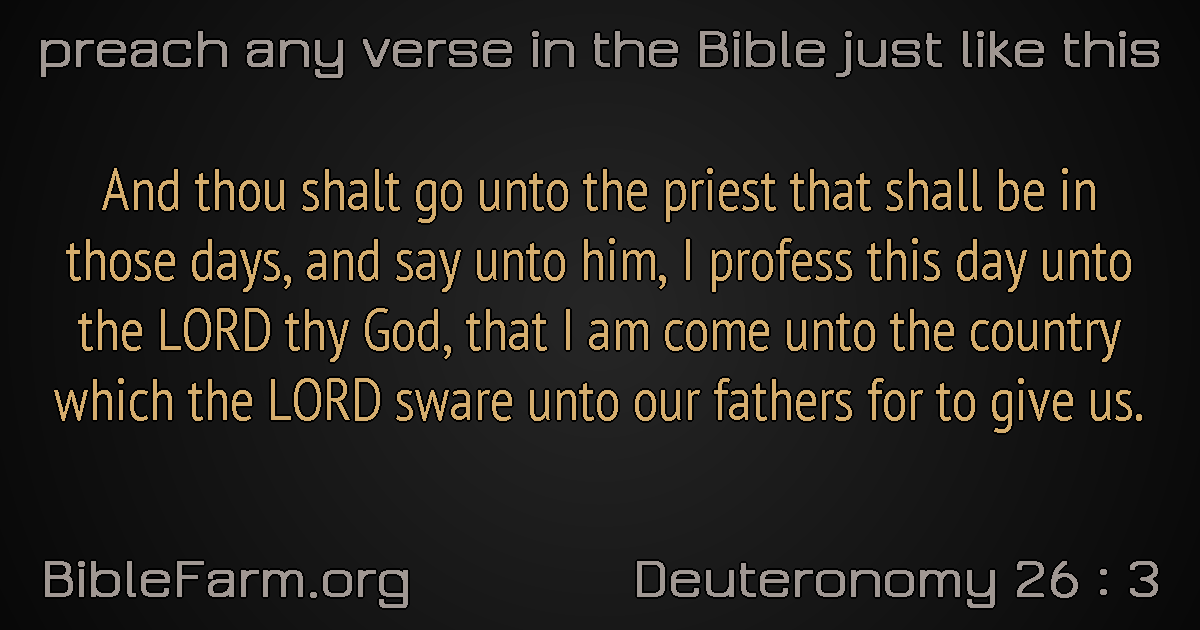 preach any verse in the Bible just like this
And thou shalt go unto the priest that shall be in
those days, and say unto him, I profess this day unto
the LORD thy God, that I am come unto the country
which the LORD sware unto our fathers for to give us.
BibleFarm.org
Deuteronomy 26 : 3